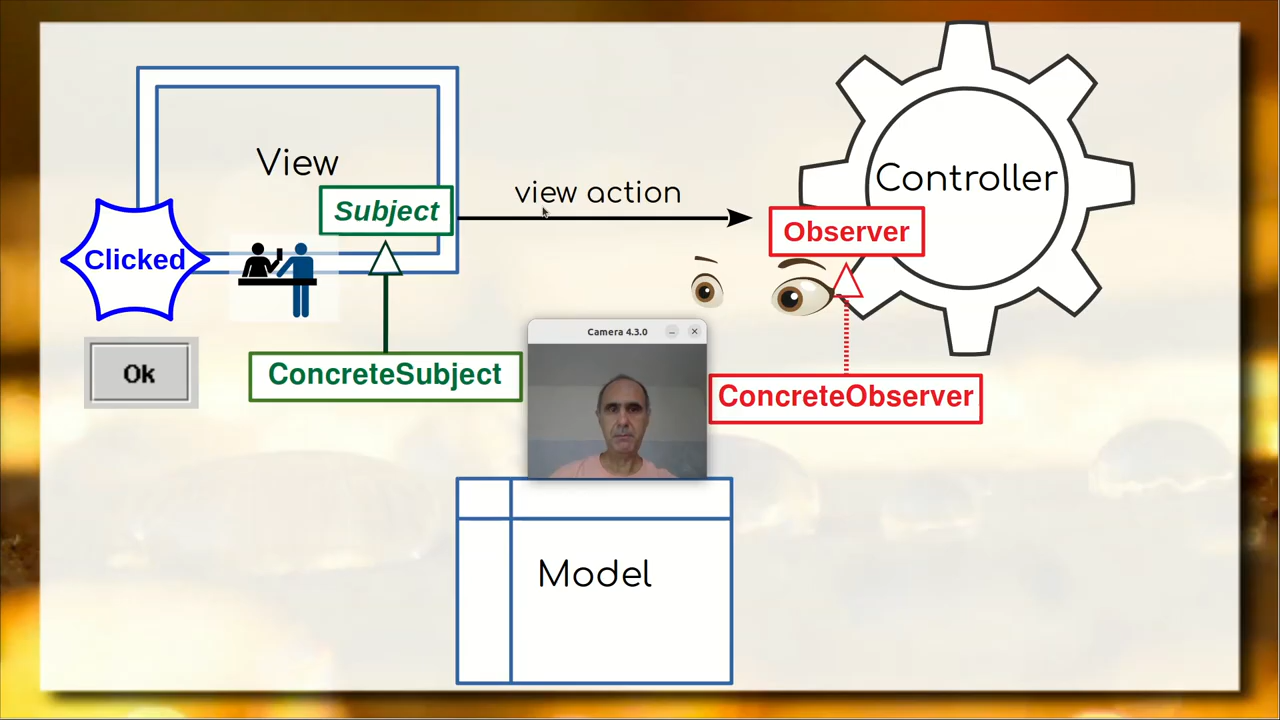 View
Controller
Subject
view action
Observer
Clicked
Camera 4.3.0
Ok
ConcreteSubject
ConcreteObserver
Model